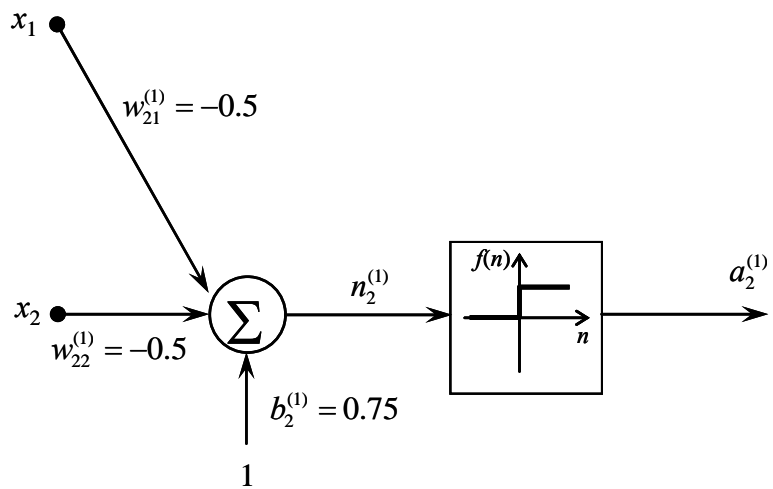 x₁
w₂₁⁽¹⁾ = −0.5
x₂
w₂₂⁽¹⁾ = −0.5
Σ
n₂⁽¹⁾
f(n)
n
a₂⁽¹⁾
b₂⁽¹⁾ = 0.75
1